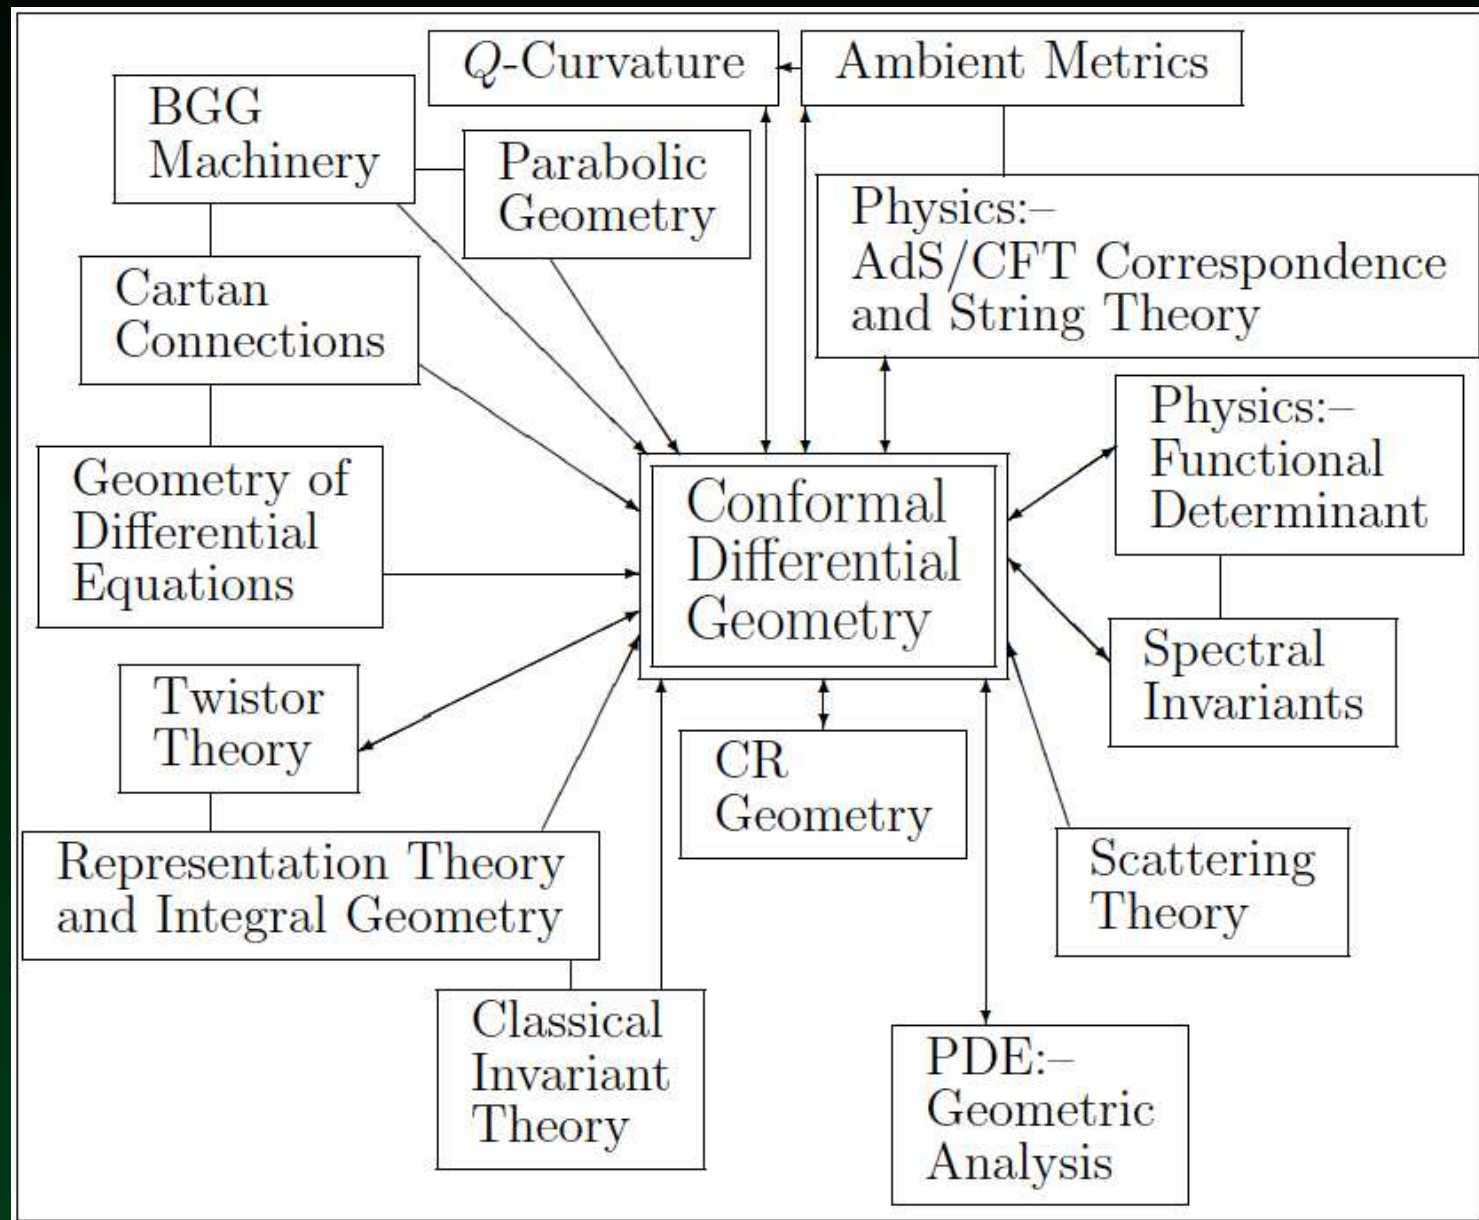 Q-Curvature
Ambient Metrics
BGG
Machinery
Parabolic
Geometry
Physics:–
AdS/CFT Correspondence
and String Theory
Cartan
Connections
Physics:–
Functional
Determinant
Geometry of
Differential
Equations
Conformal
Differential
Geometry
Spectral
Invariants
Twistor
Theory
CR
Geometry
Representation Theory
and Integral Geometry
Scattering
Theory
Classical
Invariant
Theory
PDE:–
Geometric
Analysis